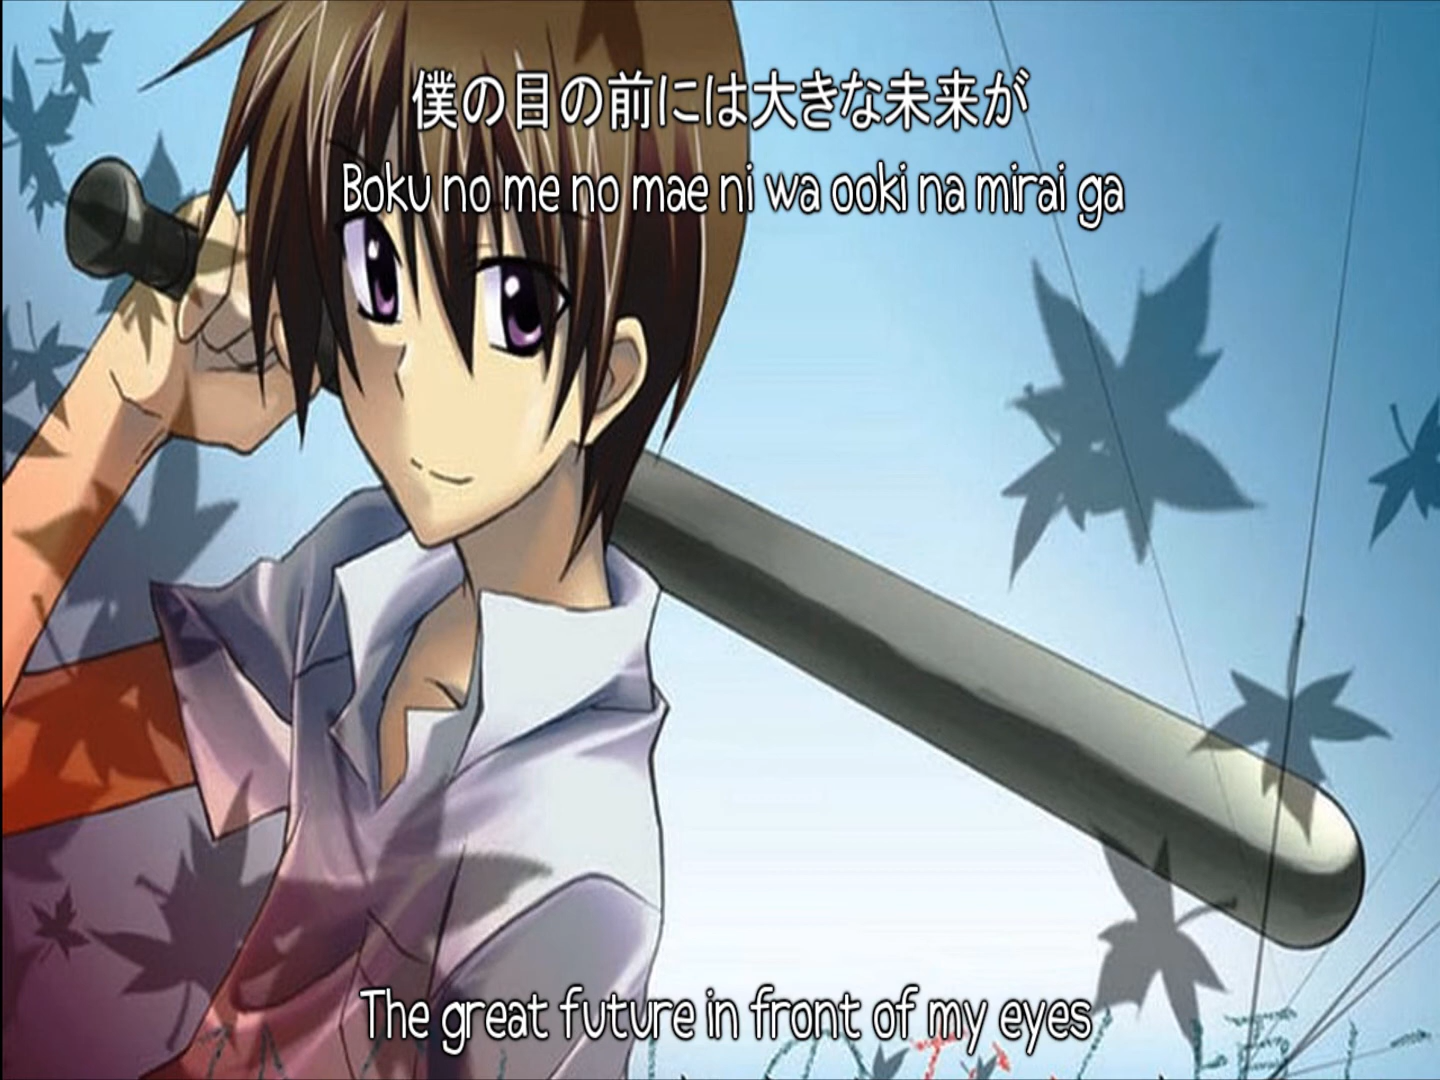 僕の目の前には大きな未来が
Boku no me no mae ni wa ooki na mirai ga
The great future in front of my eyes